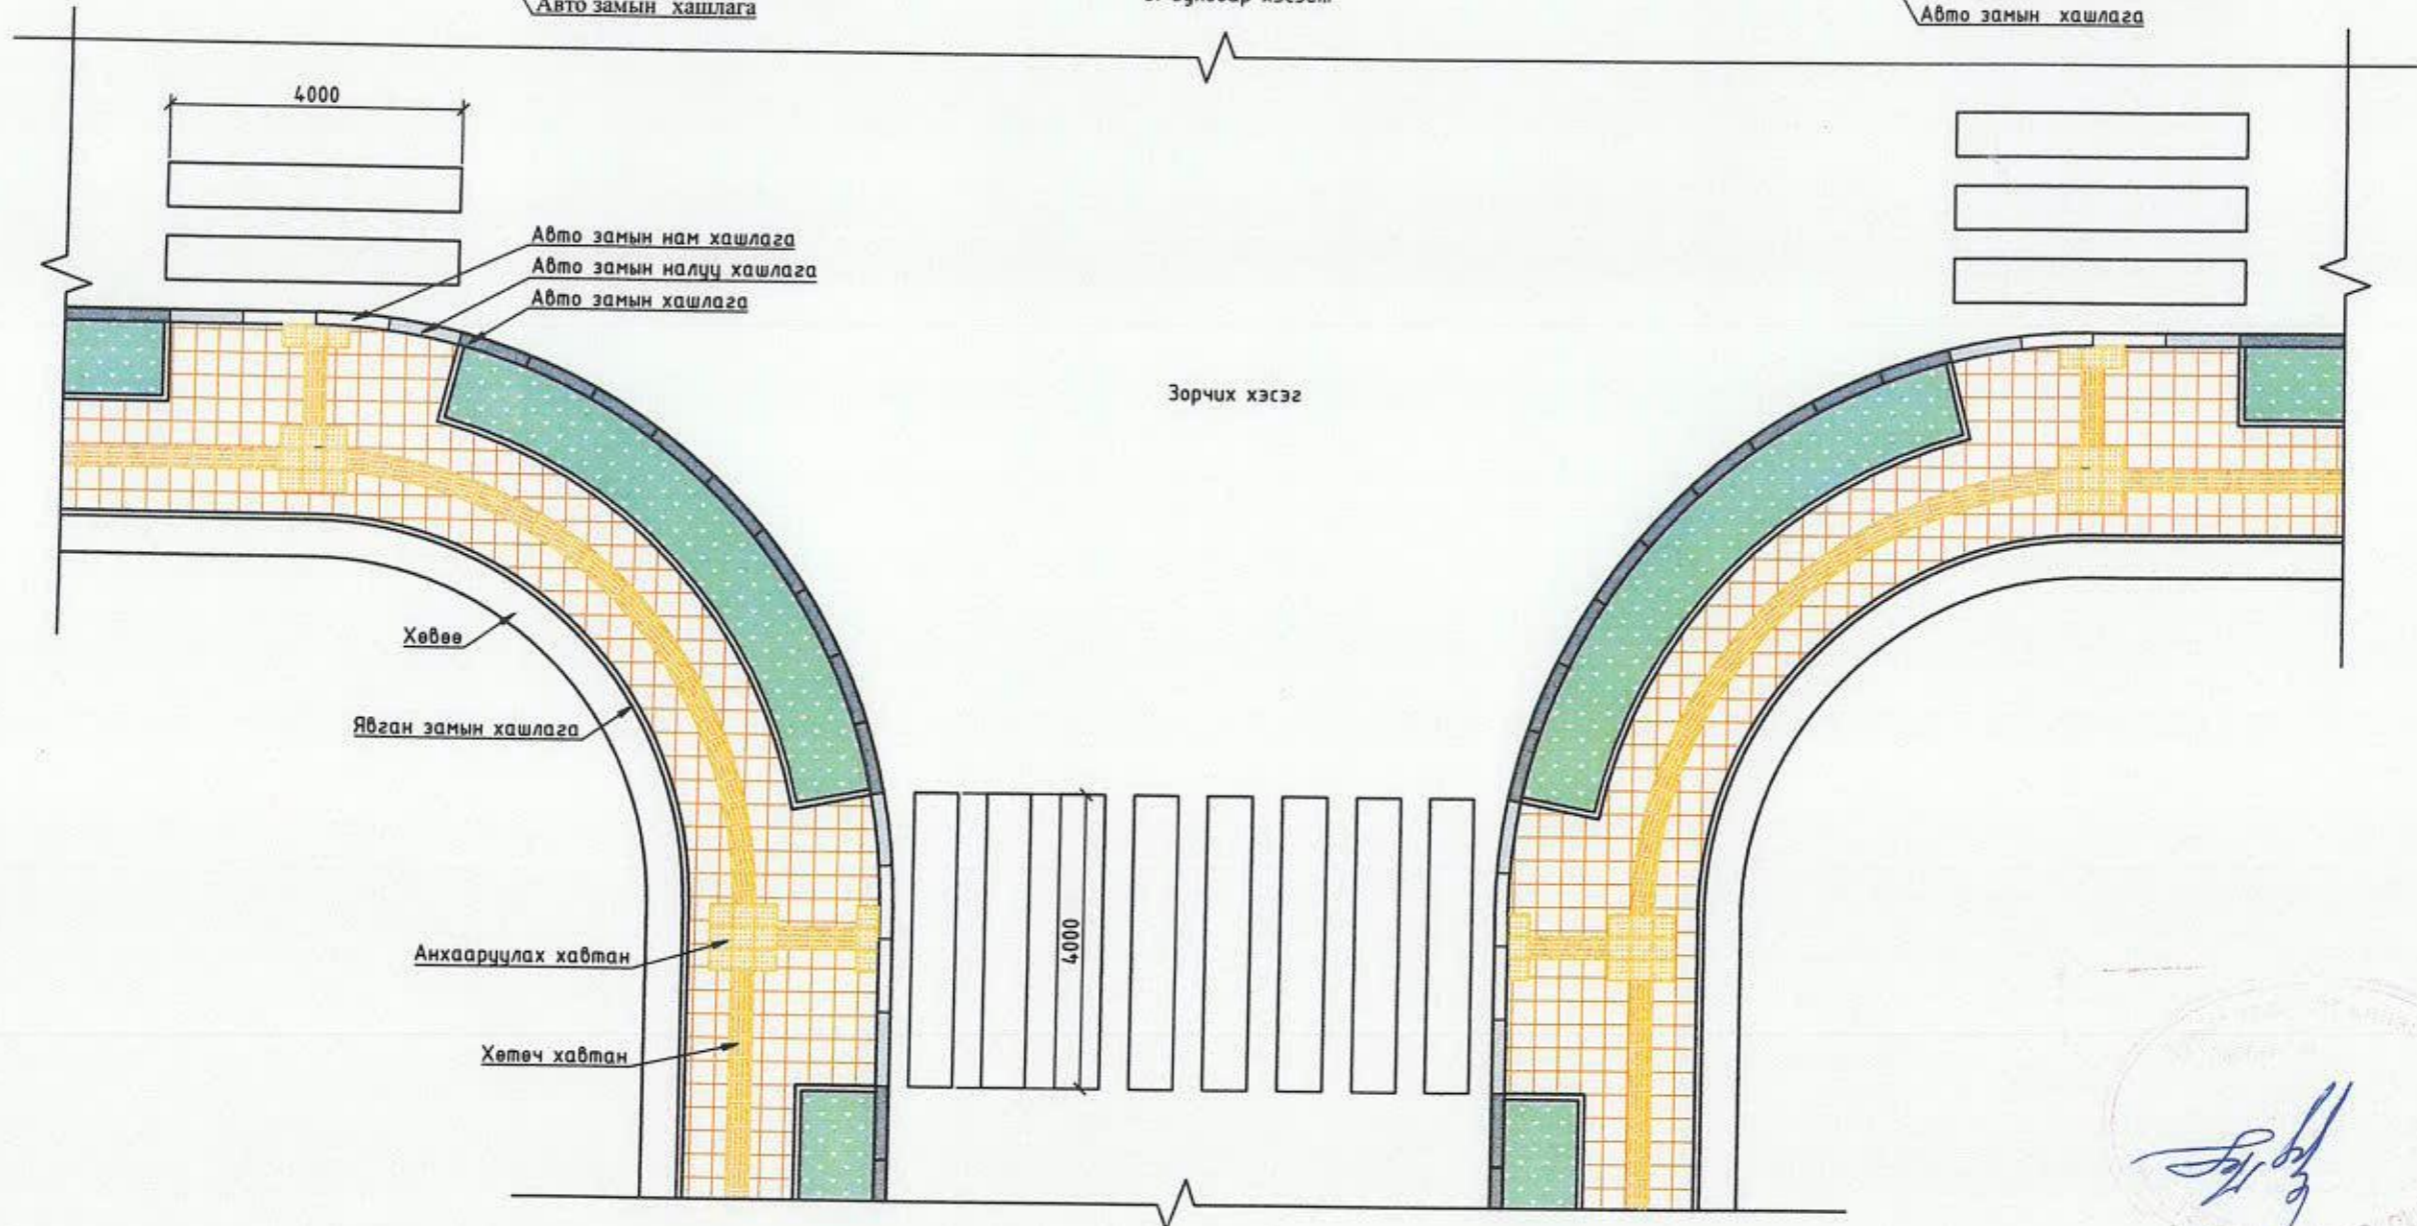 Авто замын хашлага
Авто замын хашлага
4000
Авто замын нам хашлага
Авто замын налуу хашлага
Авто замын хашлага
Зорчих хэсэг
Хөвөө
Явган замын хашлага
Анхааруулах хавтан
4000
Хөтөч хавтан